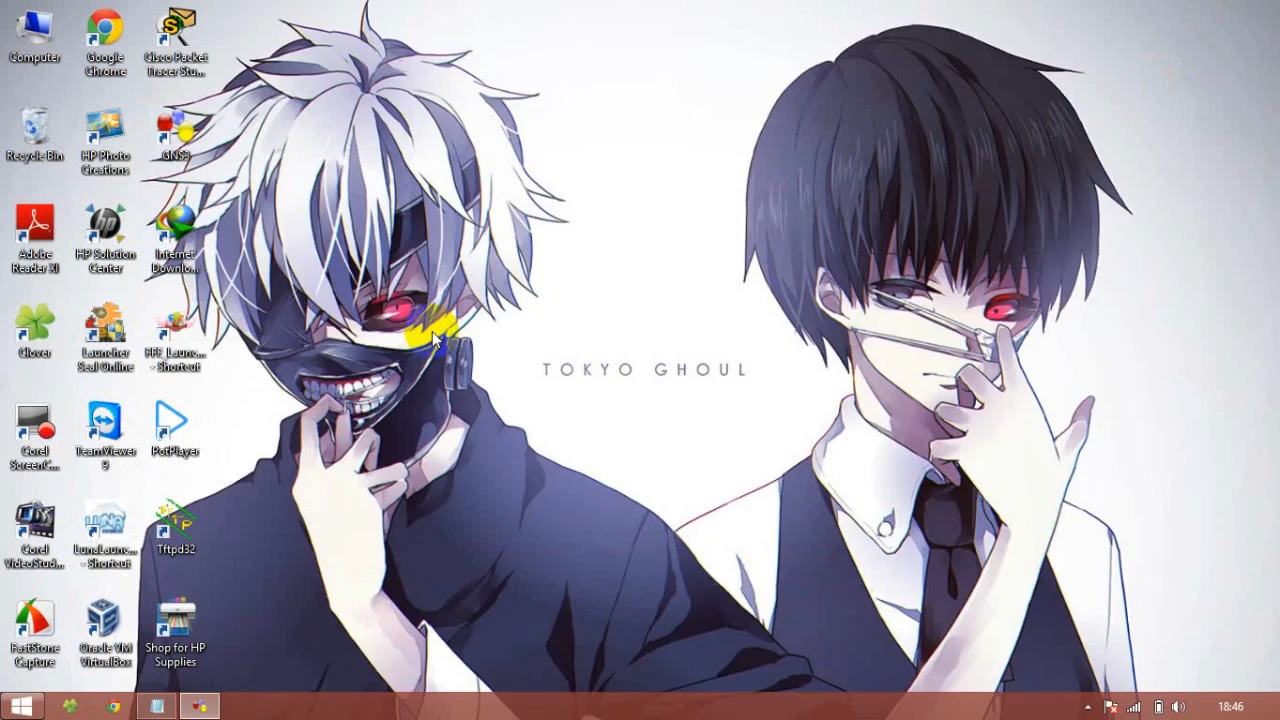 Computer
Google
Chrome
Cisco Packet
Tracer Stu...
Recycle Bin
HP Photo
Creations
GNS3
Adobe
Reader XI
HP Solution
Center
Internet
Downlo...
Clover
Launcher
Seal Online
FFF_Launc...
- Shortcut
Corel
ScreenC...
TeamViewer
9
PotPlayer
Corel
VideoStud...
LunaLaunc...
- Shortcut
Tftpd32
FastStone
Capture
Oracle VM
VirtualBox
Shop for HP
Supplies
TOKYO GHOUL
18:46